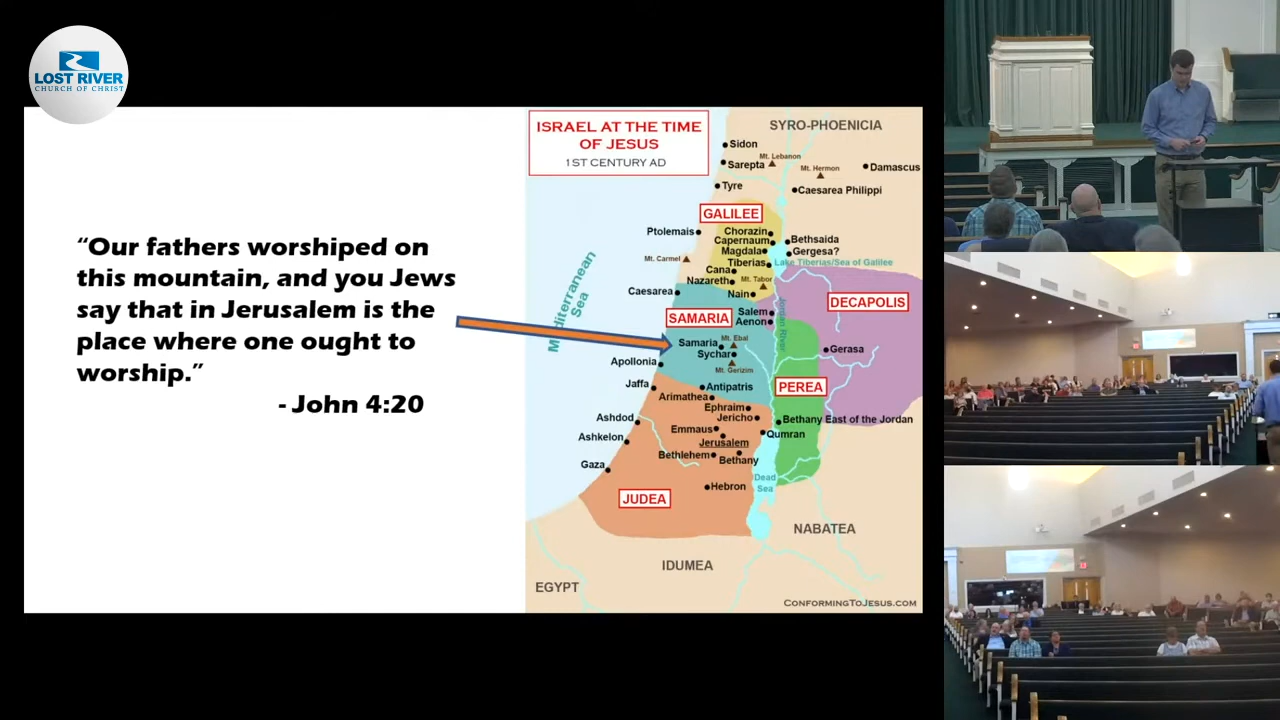 LOST RIVER
CHURCH OF CHRIST
“Our fathers worshiped on
this mountain, and you Jews
say that in Jerusalem is the
place where one ought to
worship.”
- John 4:20
ISRAEL AT THE TIME
OF JESUS
1ST CENTURY AD
SYRO-PHOENICIA
Sidon
Mt. Lebanon
Sarepta
Mt. Hermon
Damascus
Tyre
Caesarea Philippi
GALILEE
Ptolemais
Chorazin
Capernaum
Bethsaida
Magdala
Gergesa?
Mt. Carmel
Tiberias
Lake Tiberias/Sea of Galilee
Cana
Nazareth
Mt. Tabor
Caesarea
Nain
DECAPOLIS
Mediterranean
Sea
SAMARIA
Salem
Aenon
Jordan River
Samaria
Mt. Ebal
Sychar
Gerasa
Apollonia
Mt. Gerizim
Jaffa
Antipatris
PEREA
Arimathea
Ephraim
Jericho
Ashdod
Bethany East of the Jordan
Emmaus
Qumran
Ashkelon
Jerusalem
Bethlehem
Bethany
Gaza
Dead
Sea
Hebron
JUDEA
NABATEA
IDUMEA
EGYPT
CONFORMINGTOJESUS.COM